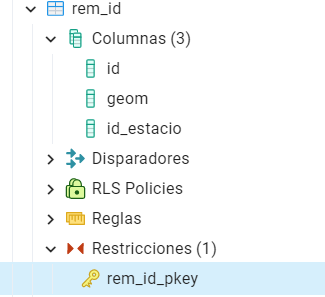 rem_id
Columnas (3)
id
geom
id_estacio
Disparadores
RLS Policies
Reglas
Restricciones (1)
rem_id_pkey